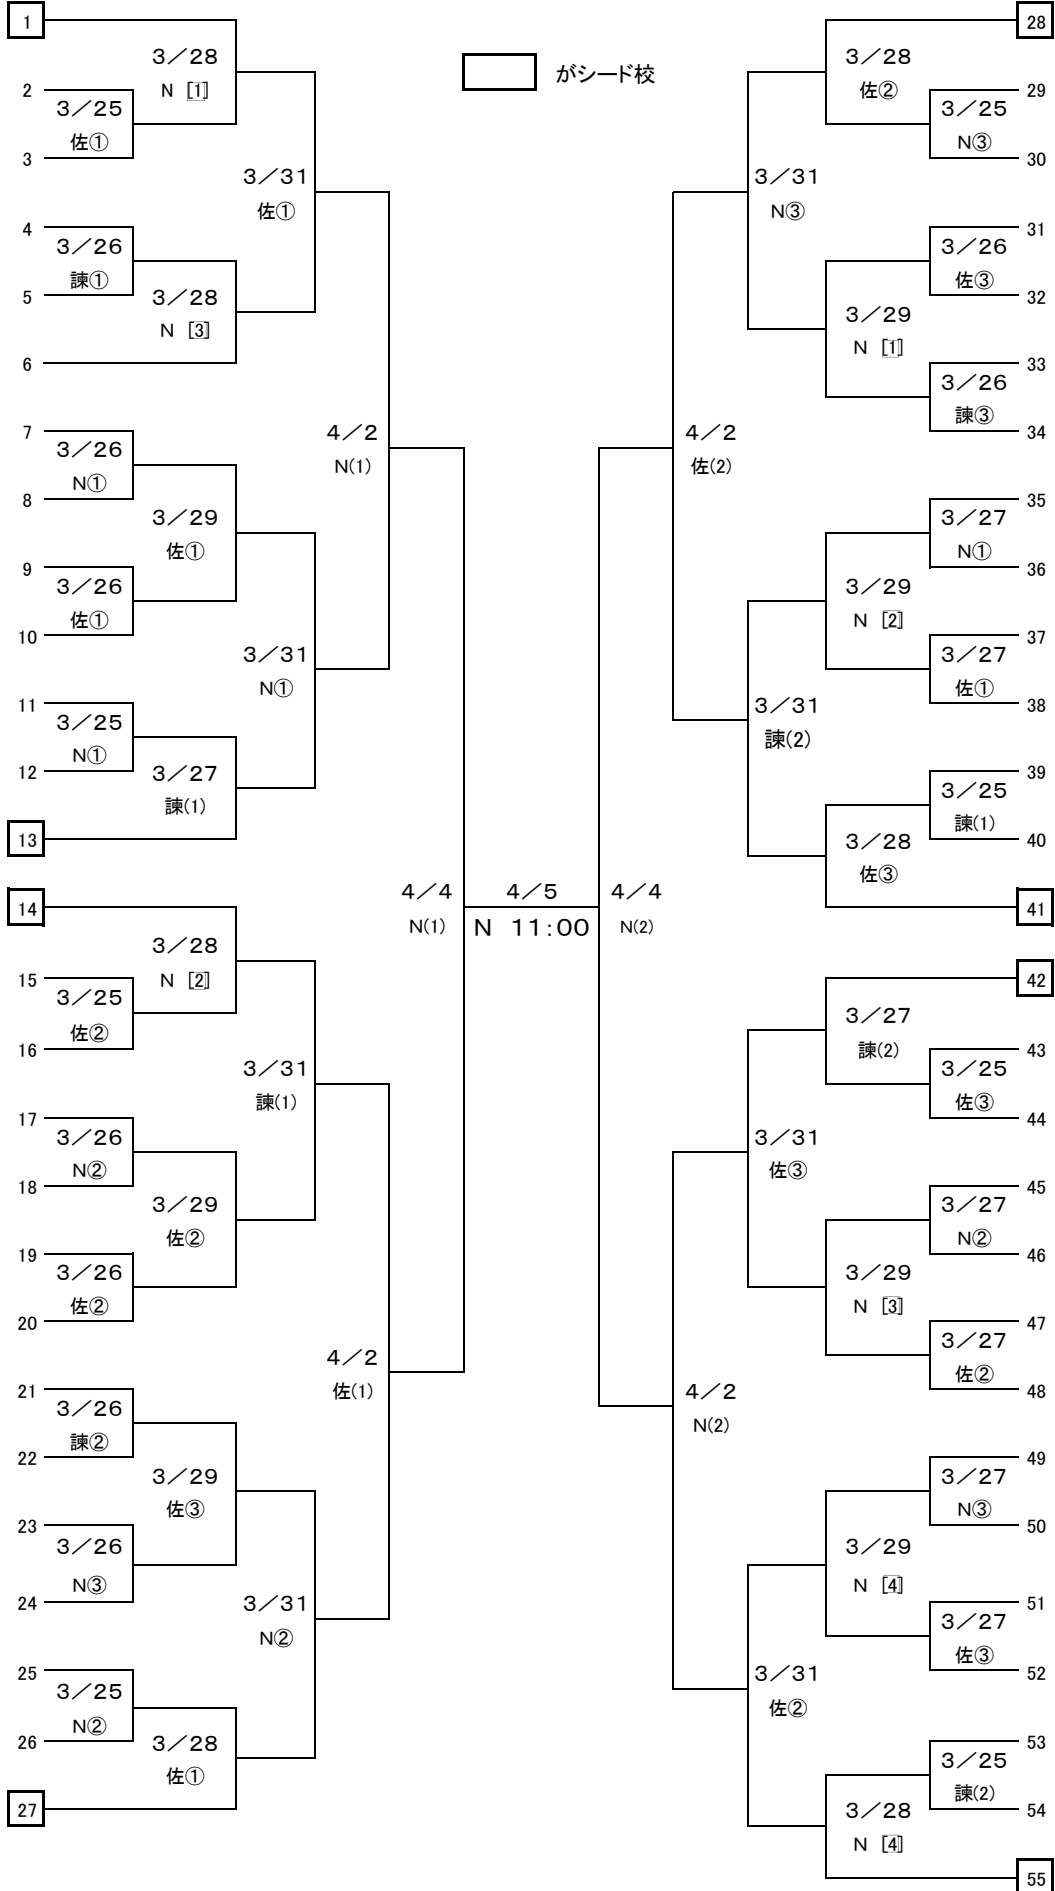 がシード校
1
3/28
N [1]
2
3/25
佐①
3
3/31
佐①
4
3/26
諫①
5
3/28
N [3]
6
4/2
N(1)
7
3/26
N①
8
3/29
佐①
9
3/26
佐①
10
3/31
N①
11
3/25
N①
12
3/27
諫(1)
13
4/4
N(1)
14
3/28
N [2]
15
3/25
佐②
16
3/31
諫(1)
17
3/26
N②
18
3/29
佐②
19
3/26
佐②
20
4/2
佐(1)
21
3/26
諫②
22
3/29
佐③
23
3/26
N③
24
3/31
N②
25
3/25
N②
26
3/28
佐①
27
4/5
N 11:00
28
3/28
佐②
29
3/25
N③
30
3/31
N③
31
3/26
佐③
32
3/29
N [1]
33
3/26
諫③
34
4/2
佐(2)
35
3/27
N①
36
3/29
N [2]
37
3/27
佐①
38
3/31
諫(2)
39
3/25
諫(1)
40
3/28
佐③
41
4/4
N(2)
42
3/27
諫(2)
43
3/25
佐③
44
3/31
佐③
45
3/27
N②
46
3/29
N [3]
47
3/27
佐②
48
4/2
N(2)
49
3/27
N③
50
3/29
N [4]
51
3/27
佐③
52
3/31
佐②
53
3/25
諫(2)
54
3/28
N [4]
55